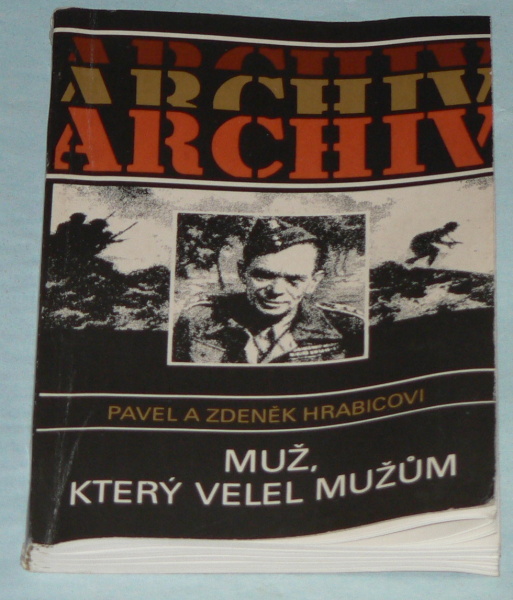 ARCHIV
ARCHIV
ARCHIV
PAVEL A ZDENĚK HRABICOVI
MUŽ,
KTERÝ VELEL MUŽŮM